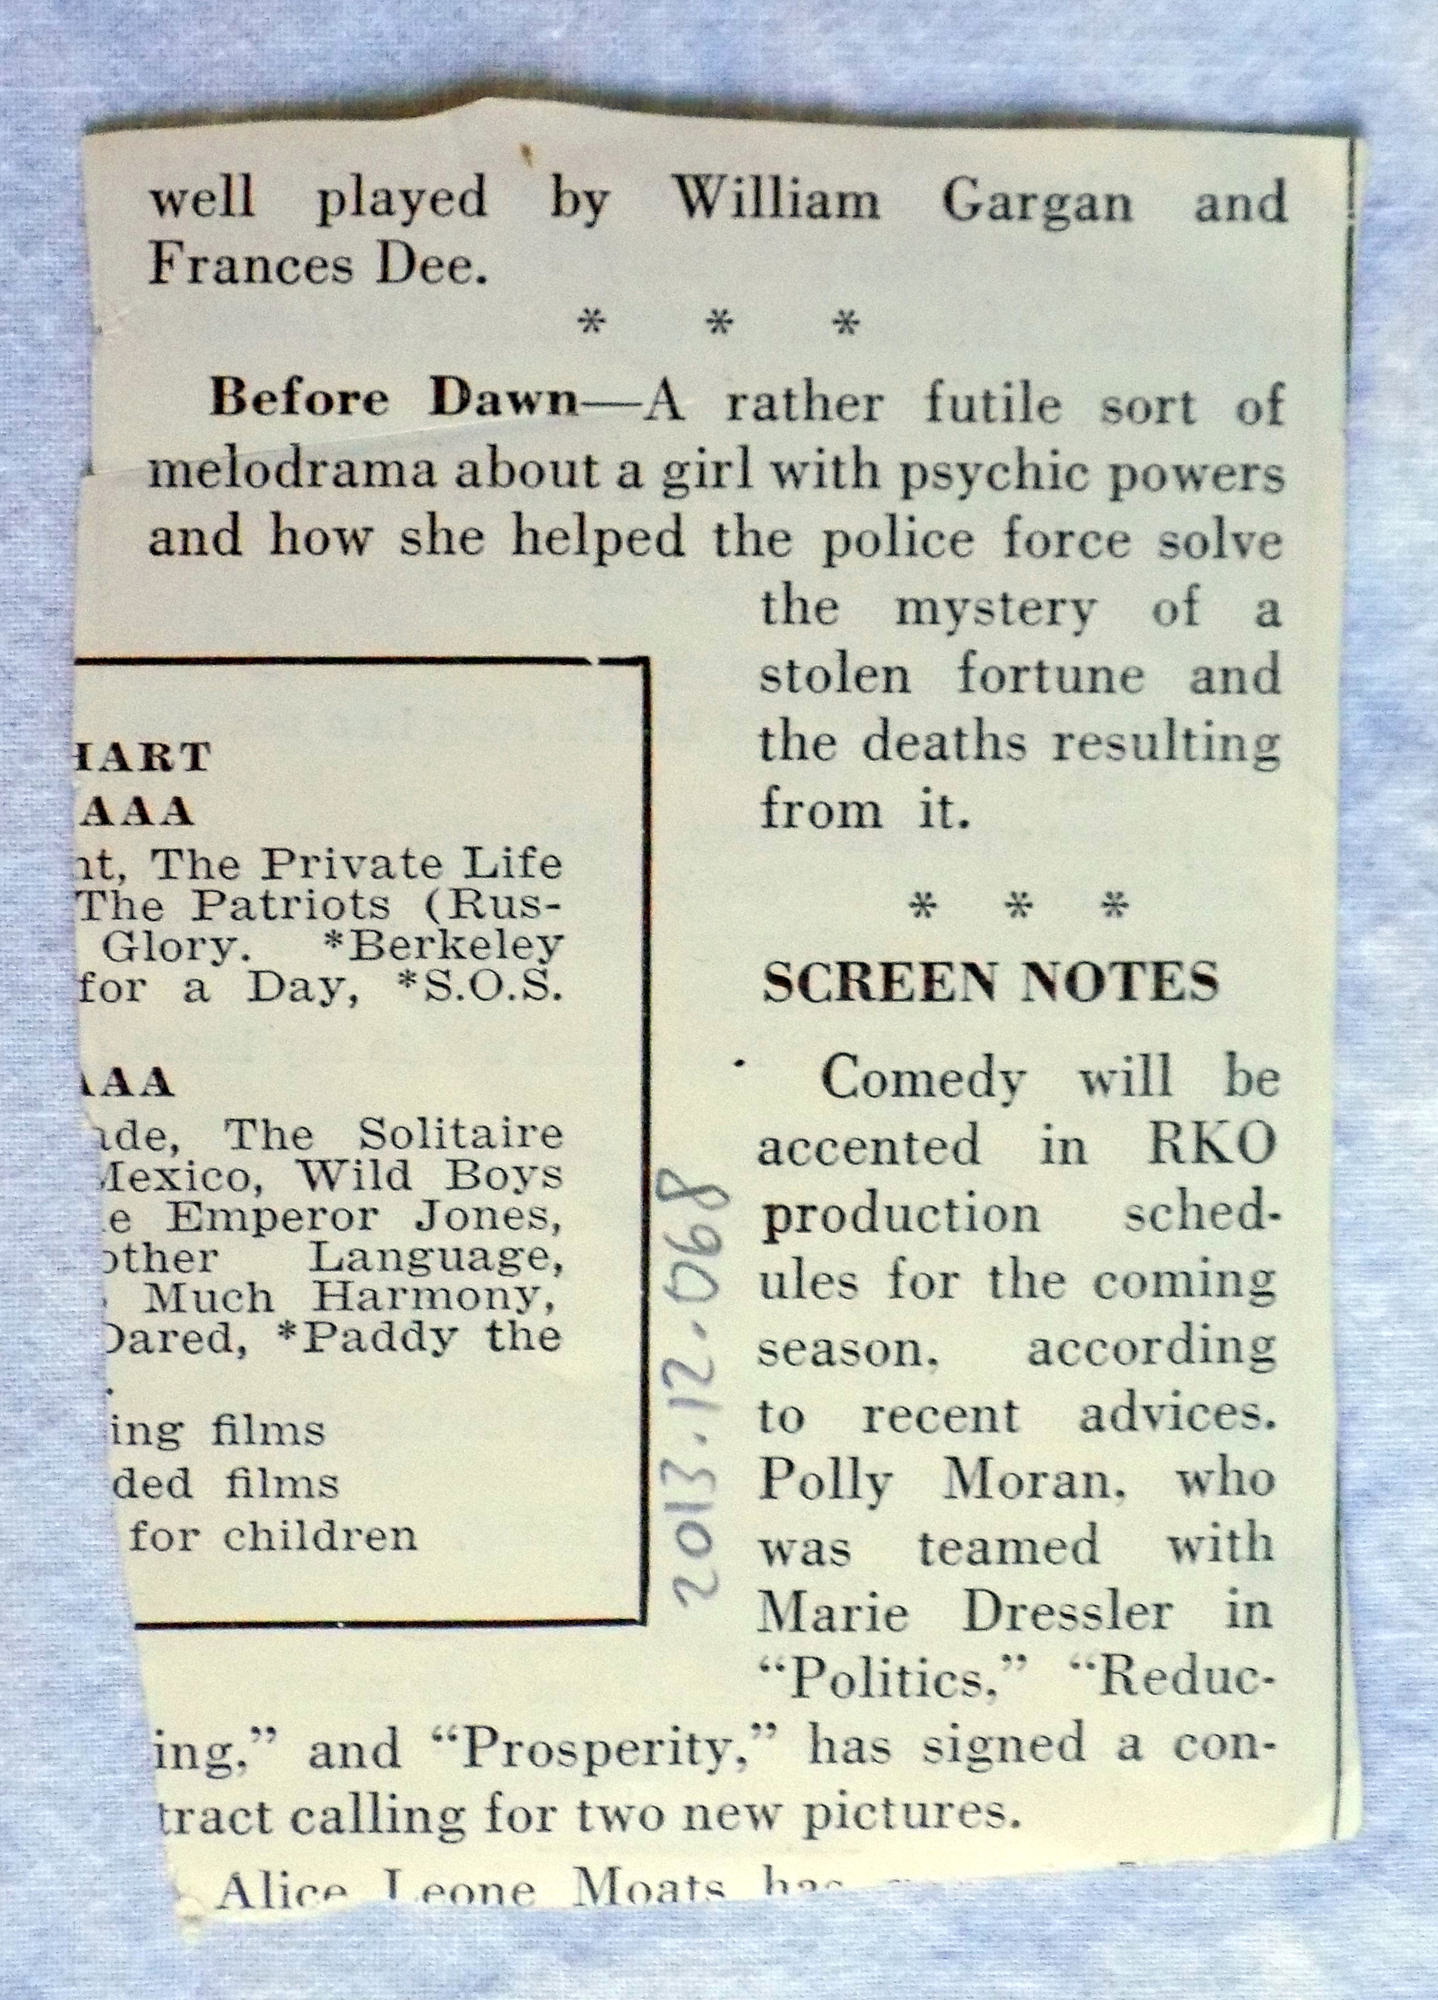 well played by William Gargan and
Frances Dee.
* * *
Before Dawn—A rather futile sort of
melodrama about a girl with psychic powers
and how she helped the police force solve
the mystery of a
stolen fortune and
the deaths resulting
from it.
* * *
SCREEN NOTES
Comedy will be
accented in RKO
production sched-
ules for the coming
season, according
to recent advices.
Polly Moran, who
was teamed with
Marie Dressler in
“Politics,” “Reduc-
ing,” and “Prosperity,” has signed a con-
tract calling for two new pictures.
Alice Leone Moats has
HART
AAA
nt, The Private Life
The Patriots (Rus-
Glory. *Berkeley
for a Day, *S.O.S.
AAA
ade, The Solitaire
Mexico, Wild Boys
e Emperor Jones,
other Language,
Much Harmony,
Dared, *Paddy the
ing films
ded films
for children
2013.12.068